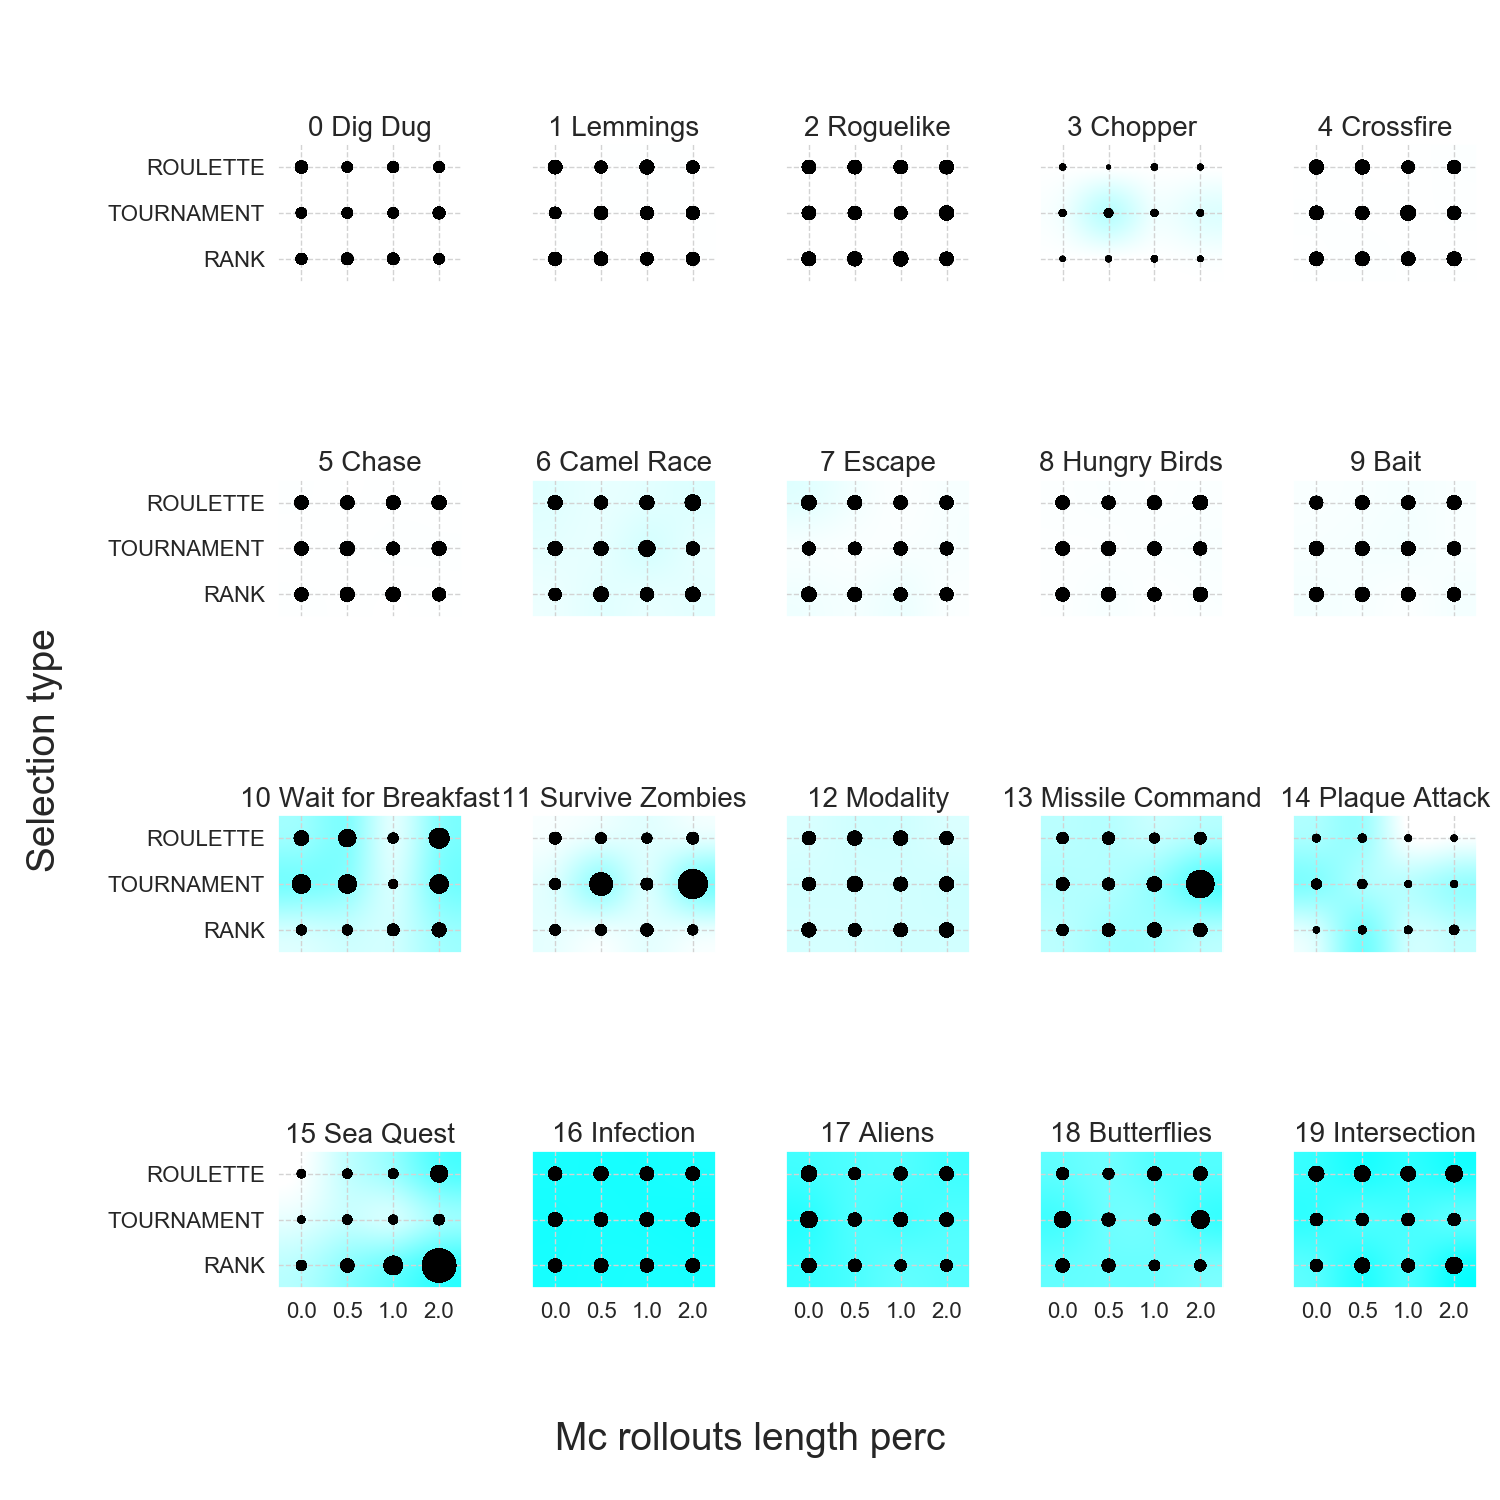 0 Dig Dug
1 Lemmings
2 Roguelike
3 Chopper
4 Crossfire
ROULETTE
TOURNAMENT
RANK
5 Chase
6 Camel Race
7 Escape
8 Hungry Birds
9 Bait
ROULETTE
TOURNAMENT
RANK
Selection type
10 Wait for Breakfast
11 Survive Zombies
12 Modality
13 Missile Command
14 Plaque Attack
ROULETTE
TOURNAMENT
RANK
15 Sea Quest
16 Infection
17 Aliens
18 Butterflies
19 Intersection
ROULETTE
TOURNAMENT
RANK
0.0 0.5 1.0 2.0
0.0 0.5 1.0 2.0
0.0 0.5 1.0 2.0
0.0 0.5 1.0 2.0
0.0 0.5 1.0 2.0
Mc rollouts length perc